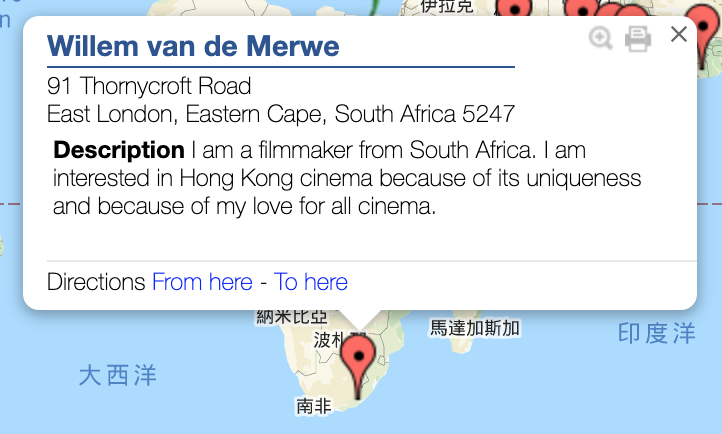 伊拉克
n
Willem van de Merwe
91 Thornycroft Road
East London, Eastern Cape, South Africa 5247
Description I am a filmmaker from South Africa. I am
interested in Hong Kong cinema because of its uniqueness
and because of my love for all cinema.
Directions From here - To here
納米比亞
馬達加斯加
印度洋
波札
大西洋
南非